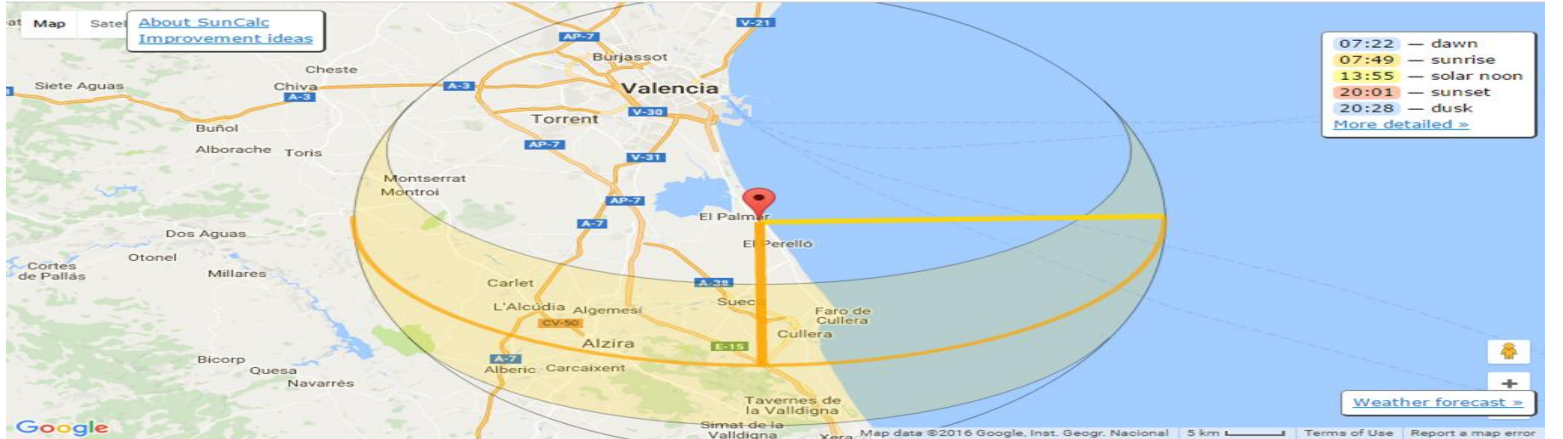 Map
About SunCalc
Improvement ideas
V-21
AP-7
Burjassot
07:22 — dawn
07:49 — sunrise
13:55 — solar noon
20:01 — sunset
20:28 — dusk
More detailed »
Cheste
Siete Aguas
Chiva
A-3
A-3
Valencia
Torrent
V-30
Buñol
Alborache
Toris
AP-7
V-31
Montserrat
Montroi
AP-7
A-7
El Palmar
Dos Aguas
El Perelló
Otonel
Cortes
de Pallás
Millares
Carlet
A-38
Sueca
L'Alcúdia
Algemesí
CV-50
Faro de
Cullera
Cullera
Alzira
E-15
Bicorp
Quesa
Navarrés
A-7
Alberic
Carcaixent
Tavernes de
la Valldigna
Simat de la
Valldigna
Weather forecast »
Google
Map data ©2016 Google, Inst. Geogr. Nacional
5 km
Terms of Use
Report a map error